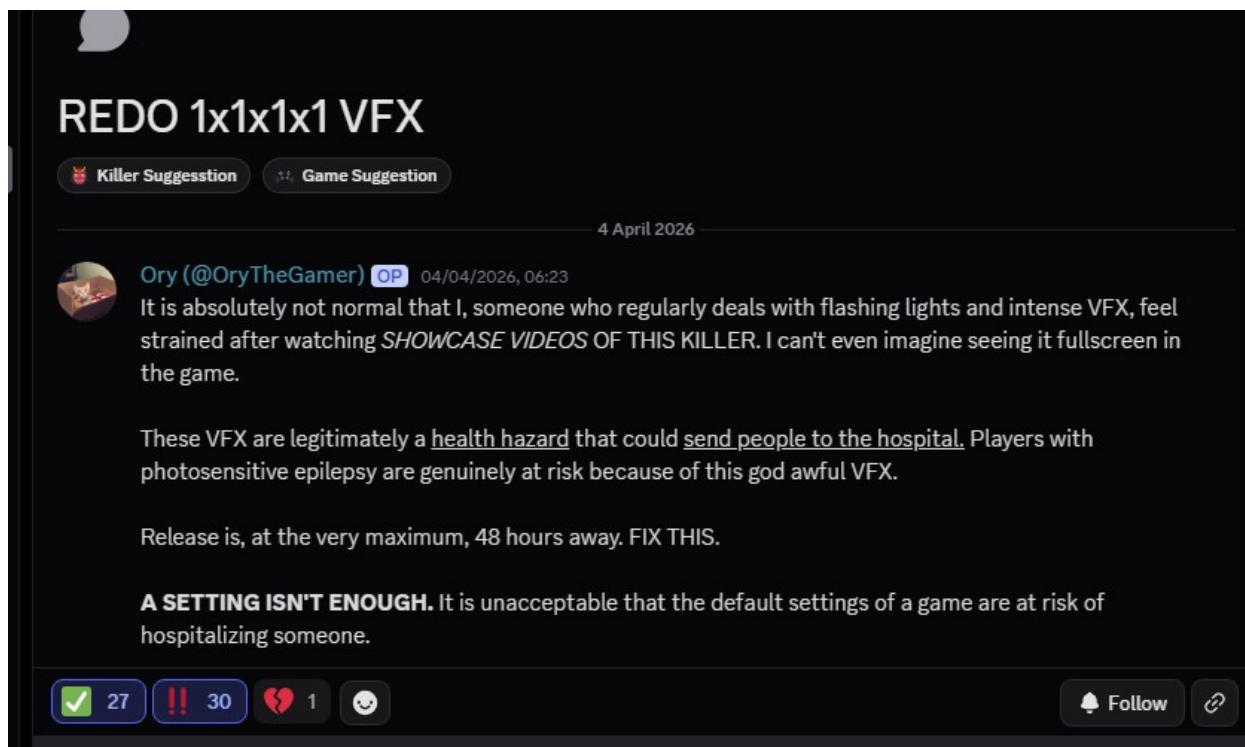 REDO 1x1x1x1 VFX
Killer Suggesstion Game Suggestion
4 April 2026
Ory (@OryTheGamer) OP 04/04/2026, 06:23
It is absolutely not normal that I, someone who regularly deals with flashing lights and intense VFX, feel
strained after watching SHOWCASE VIDEOS OF THIS KILLER. I can't even imagine seeing it fullscreen in
the game.
These VFX are legitimately a health hazard that could send people to the hospital. Players with
photosensitive epilepsy are genuinely at risk because of this god awful VFX.
Release is, at the very maximum, 48 hours away. FIX THIS.
A SETTING ISN'T ENOUGH. It is unacceptable that the default settings of a game are at risk of
hospitalizing someone.
27 30 1 Follow